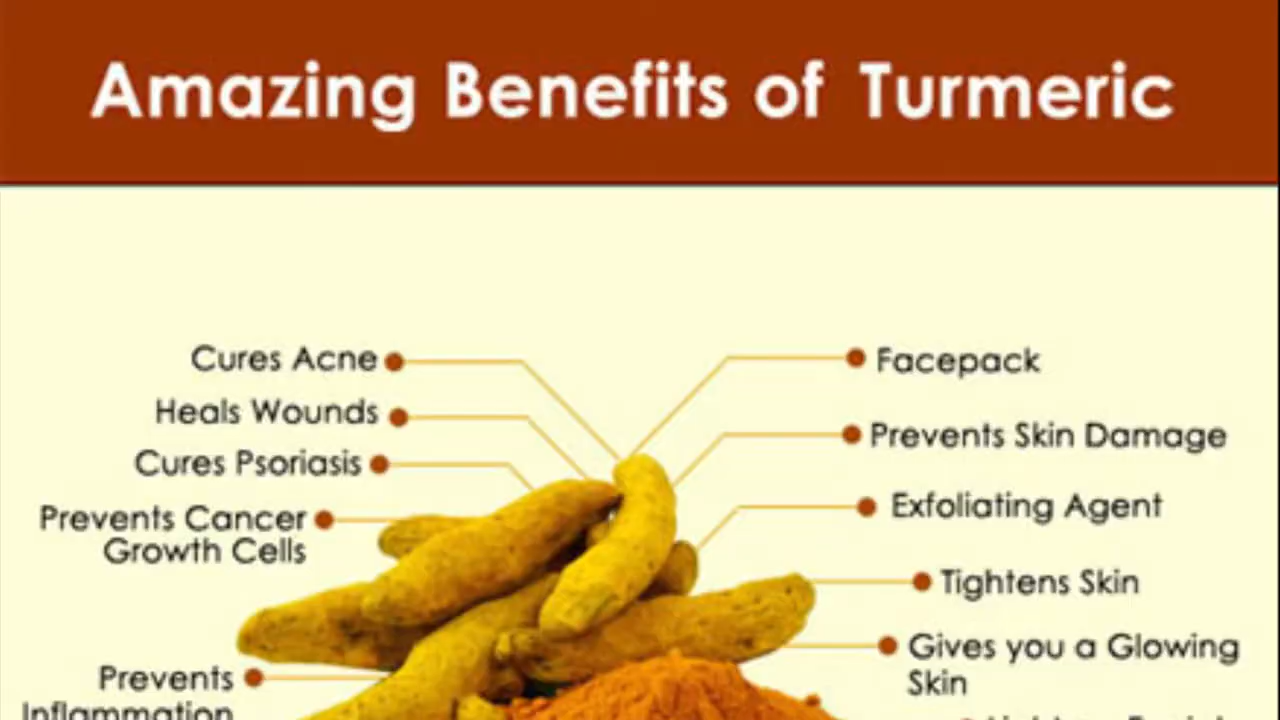 Amazing Benefits of Turmeric
Cures Acne
Heals Wounds
Cures Psoriasis
Prevents Cancer
Growth Cells
Prevents
Inflammation
Facepack
Prevents Skin Damage
Exfoliating Agent
Tightens Skin
Gives you a Glowing
Skin